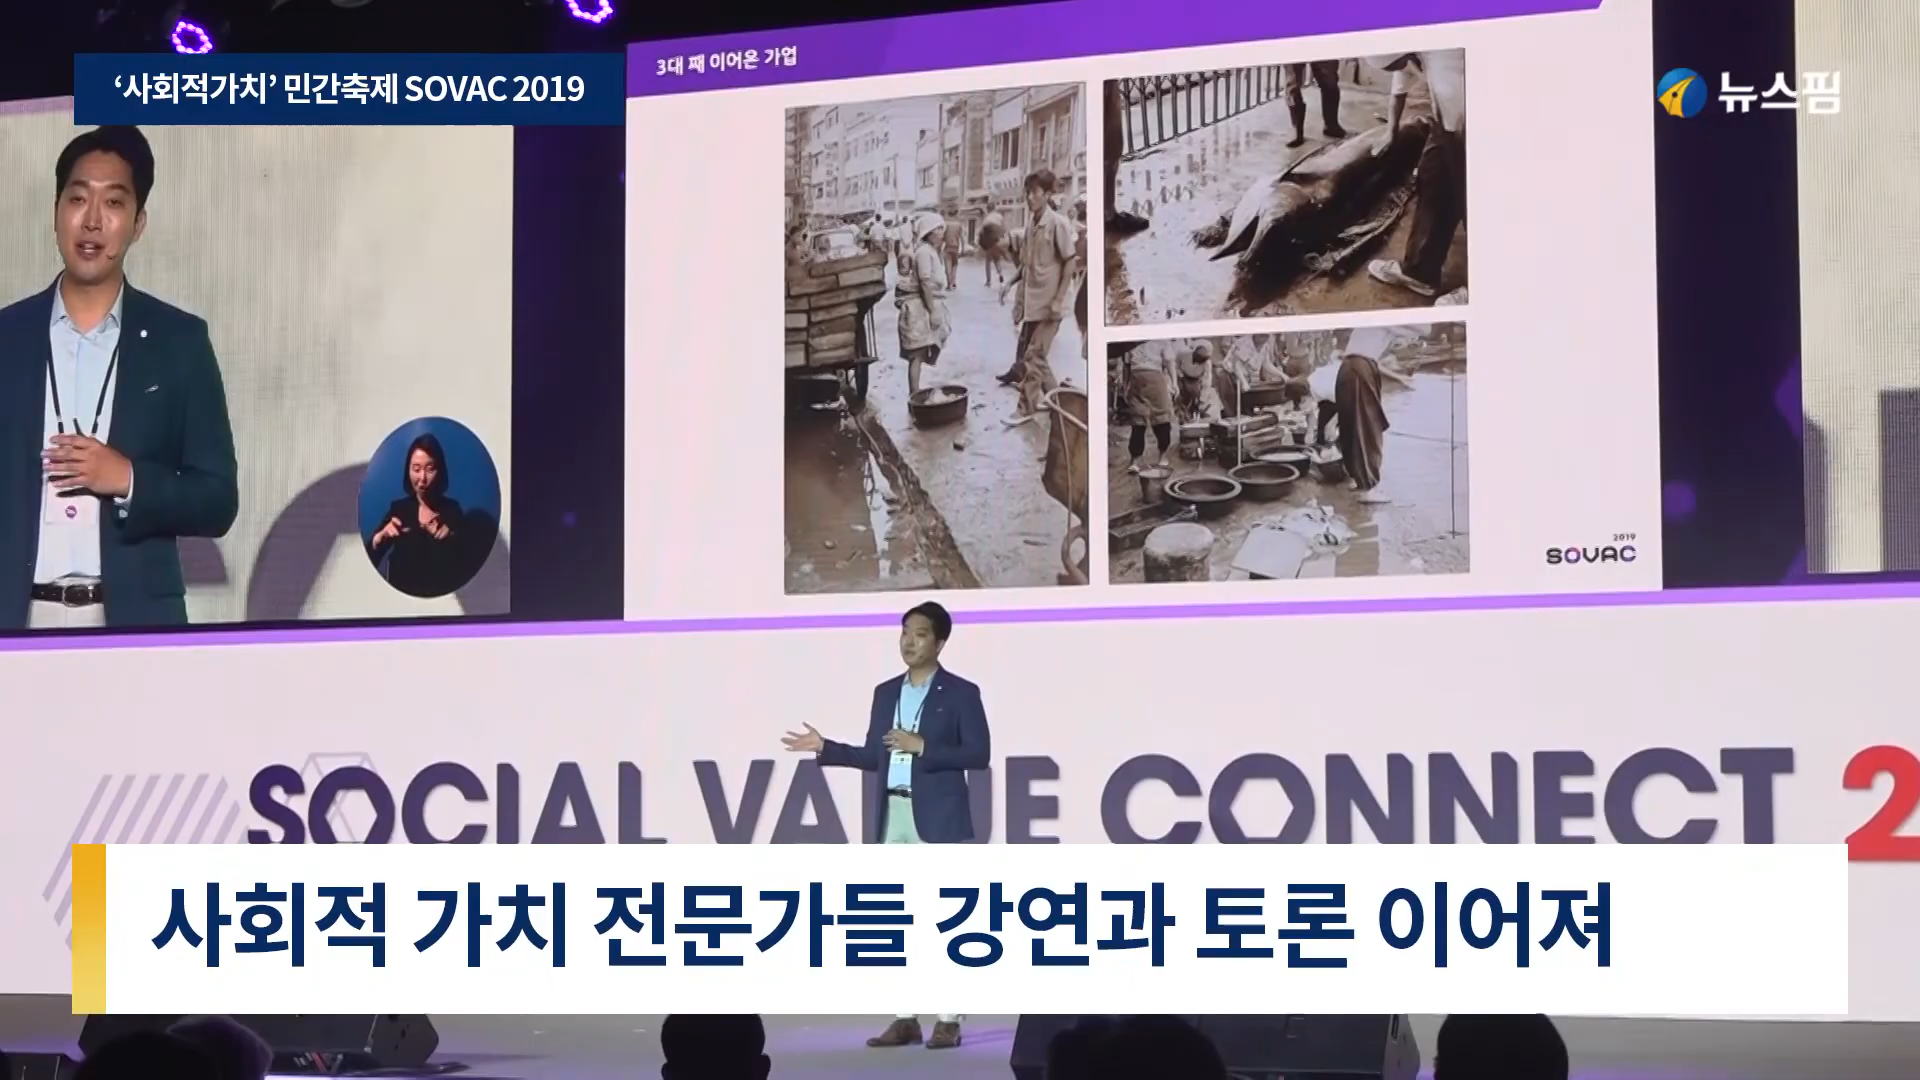 ‘사회적가치’ 민간축제 SOVAC 2019
3대 째 이어온 가업
뉴스핌
2019
SOVAC
SOCIAL VALUE CONNECT 2
사회적 가치 전문가들 강연과 토론 이어져